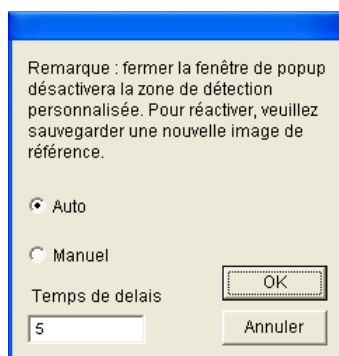 Remarque : fermer la fenêtre de popup
désactivera la zone de détection
personnalisée. Pour réactiver, veuillez
sauvegarder une nouvelle image de
référence.
Auto
Manuel
Temps de delais
OK
5
Annuler